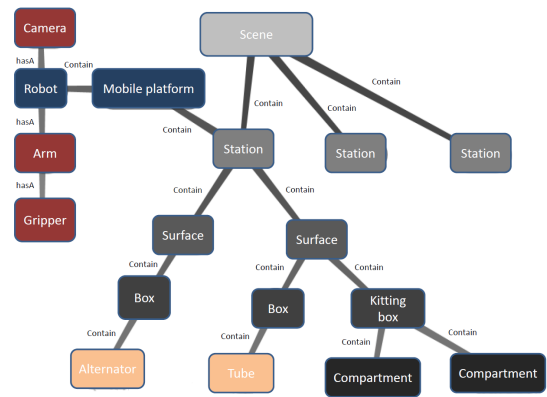 Camera
Scene
hasA
Contain
Contain
Robot
Mobile platform
Contain
Contain
hasA
Contain
Arm
Station
Station
Station
hasA
Contain
Contain
Gripper
Surface
Surface
Contain
Contain
Contain
Box
Box
Kitting
box
Contain
Contain
Contain
Contain
Alternator
Tube
Compartment
Compartment